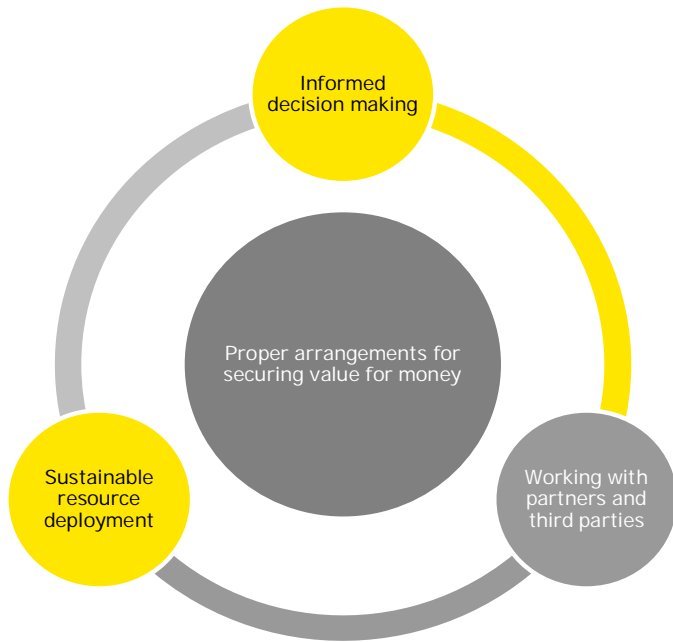 Informed
decision making
Proper arrangements for
securing value for money
Sustainable
resource
deployment
Working with
partners and
third parties